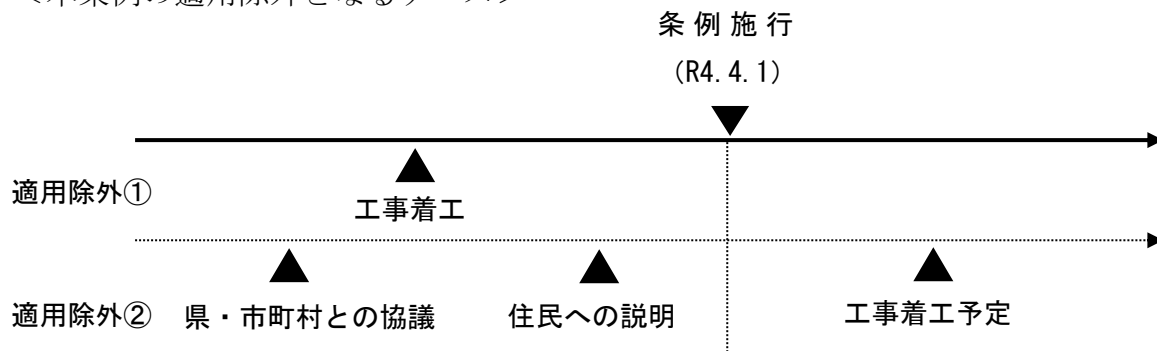 条例施行
(R4.4.1)
適用除外①
工事着工
適用除外② 県・市町村との協議 住民への説明 工事着工予定